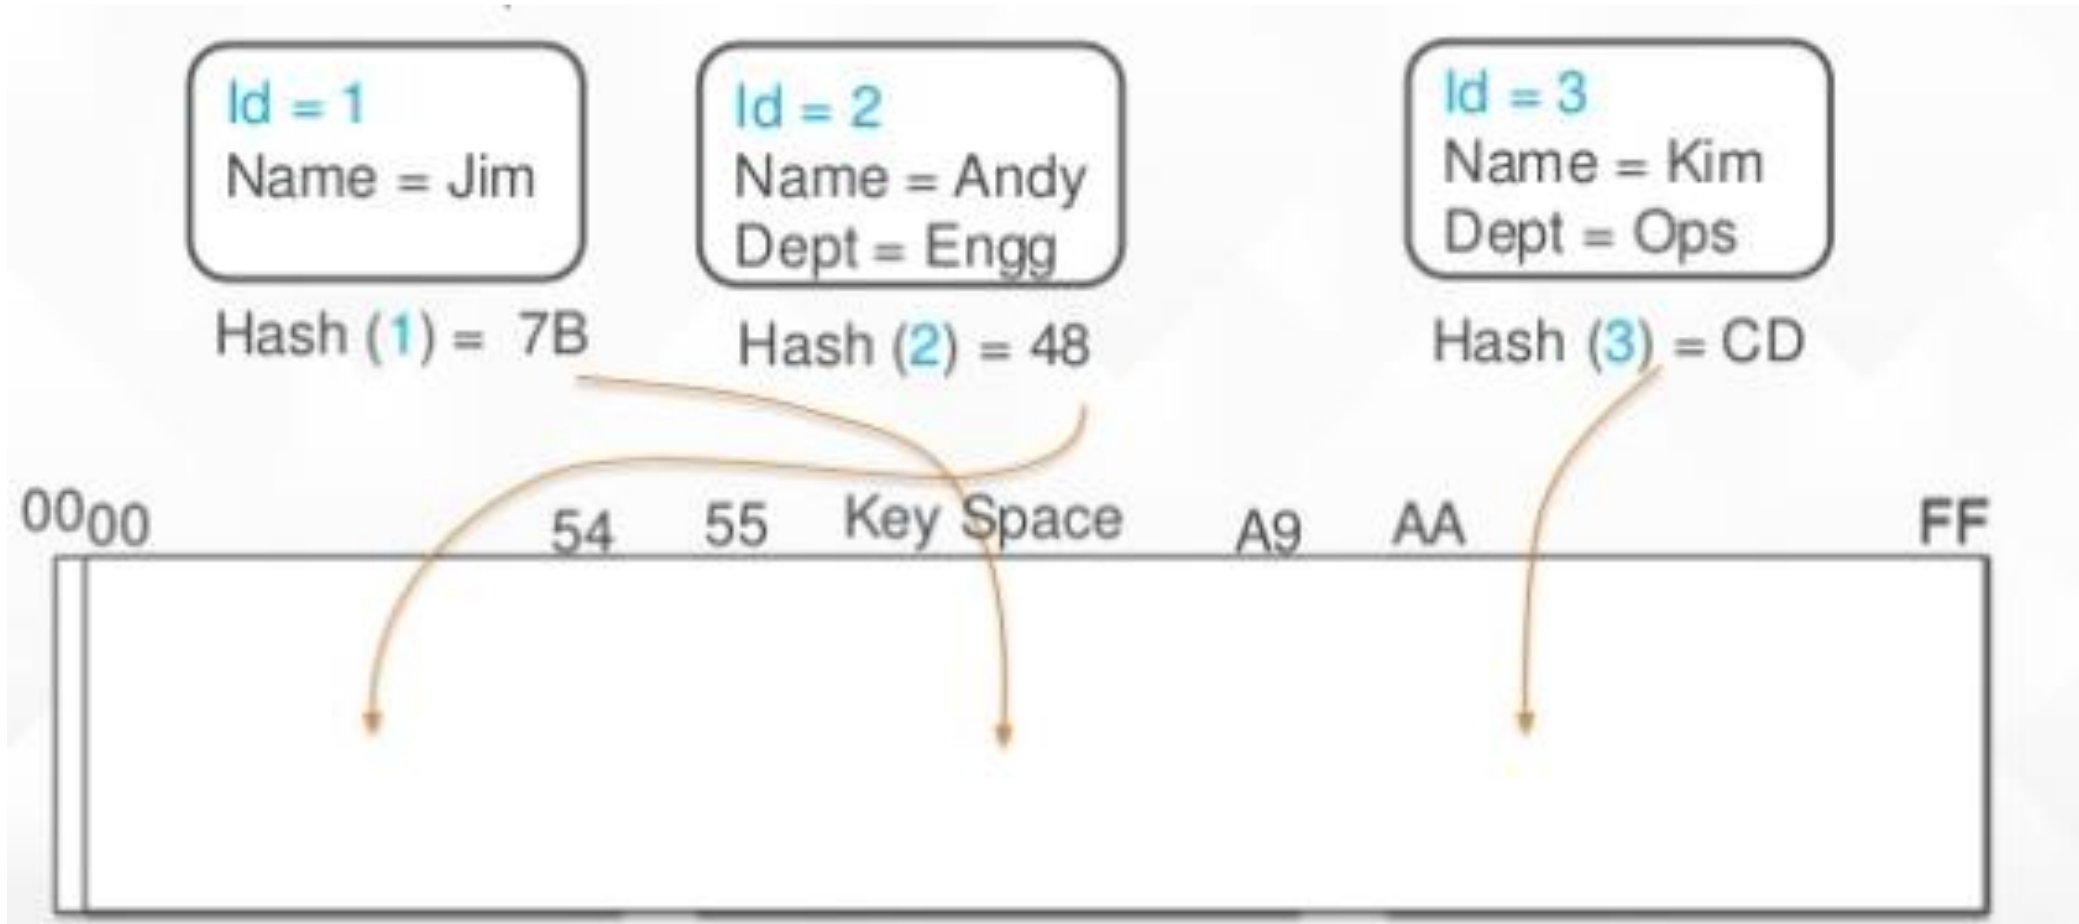 Id = 1
Name = Jim
Id = 2
Name = Andy
Dept = Engg
Id = 3
Name = Kim
Dept = Ops
Hash (1) = 7B
Hash (2) = 48
Hash (3) = CD
00
00
54
55
Key Space
A9
AA
FF